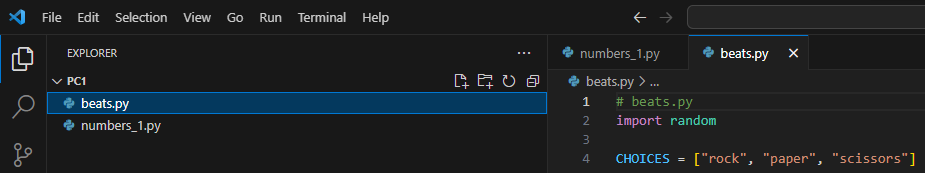 File Edit Selection View Go Run Terminal Help
EXPLORER
PC1
beats.py
numbers_1.py
numbers_1.py beats.py
beats.py > ...
1 # beats.py
2 import random
3
4 CHOICES = ["rock", "paper", "scissors"]